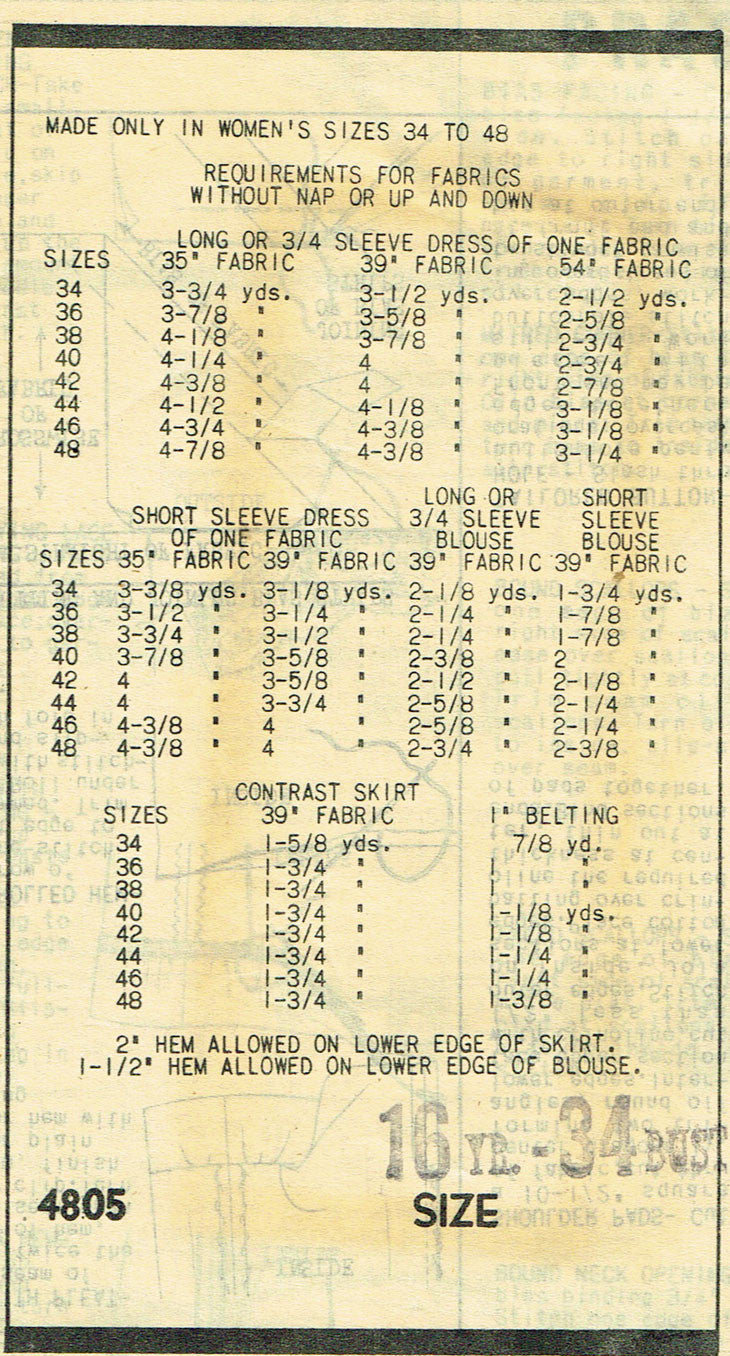 MADE ONLY IN WOMEN'S SIZES 34 TO 48
REQUIREMENTS FOR FABRICS
WITHOUT NAP OR UP AND DOWN
LONG OR 3/4 SLEEVE DRESS OF ONE FABRIC
SIZES 35" FABRIC 39" FABRIC 54" FABRIC
34 3-3/4 yds. 3-1/2 yds. 2-1/2 yds.
36 3-7/8 " 3-5/8 " 2-5/8 "
38 4-1/8 " 3-7/8 " 2-3/4 "
40 4-1/4 " 4 " 2-3/4 "
42 4-3/8 " 4 " 2-7/8 "
44 4-1/2 " 4-1/8 " 3-1/8 "
46 4-3/4 " 4-3/8 " 3-1/8 "
48 4-7/8 " 4-3/8 " 3-1/4 "
LONG OR SHORT
SHORT SLEEVE DRESS 3/4 SLEEVE SLEEVE
OF ONE FABRIC BLOUSE BLOUSE
SIZES 35" FABRIC 39" FABRIC 39" FABRIC 39" FABRIC
34 3-3/8 yds. 3-1/8 yds. 2-1/8 yds. 1-3/4 yds.
36 3-1/2 " 3-1/4 " 2-1/4 " 1-7/8 "
38 3-3/4 " 3-1/2 " 2-1/4 " 1-7/8 "
40 3-7/8 " 3-5/8 " 2-3/8 " 2 "
42 4 " 3-5/8 " 2-1/2 " 2-1/8 "
44 4 " 3-3/4 " 2-5/8 " 2-1/4 "
46 4-3/8 " 4 " 2-5/8 " 2-1/4 "
48 4-3/8 " 4 " 2-3/4 " 2-3/8 "
CONTRAST SKIRT
SIZES 39" FABRIC 1" BELTING
34 1-5/8 yds. 7/8 yd.
36 1-3/4 " 1 "
38 1-3/4 " 1 "
40 1-3/4 " 1-1/8 yds.
42 1-3/4 " 1-1/8 "
44 1-3/4 " 1-1/4 "
46 1-3/4 " 1-1/4 "
48 1-3/4 " 1-3/8 "
2" HEM ALLOWED ON LOWER EDGE OF SKIRT.
1-1/2" HEM ALLOWED ON LOWER EDGE OF BLOUSE.
16 YR. - 34 BUST
4805 SIZE